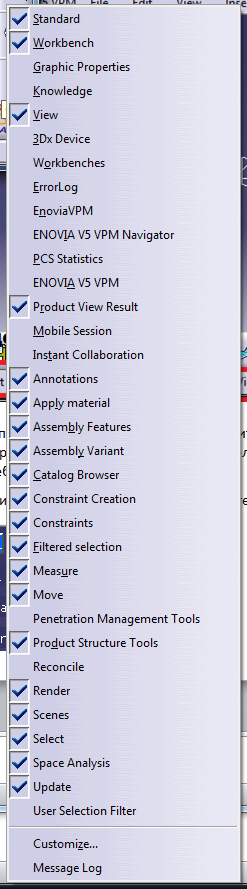 Standard
Workbench
Graphic Properties
Knowledge
View
3Dx Device
Workbenches
ErrorLog
EnoviaVPM
ENOVIA V5 VPM Navigator
PCS Statistics
ENOVIA V5 VPM
Product View Result
Mobile Session
Instant Collaboration
Annotations
Apply material
Assembly Features
Assembly Variant
Catalog Browser
Constraint Creation
Constraints
Filtered selection
Measure
Move
Penetration Management Tools
Product Structure Tools
Reconcile
Render
Scenes
Select
Space Analysis
Update
User Selection Filter
Customize...
Message Log